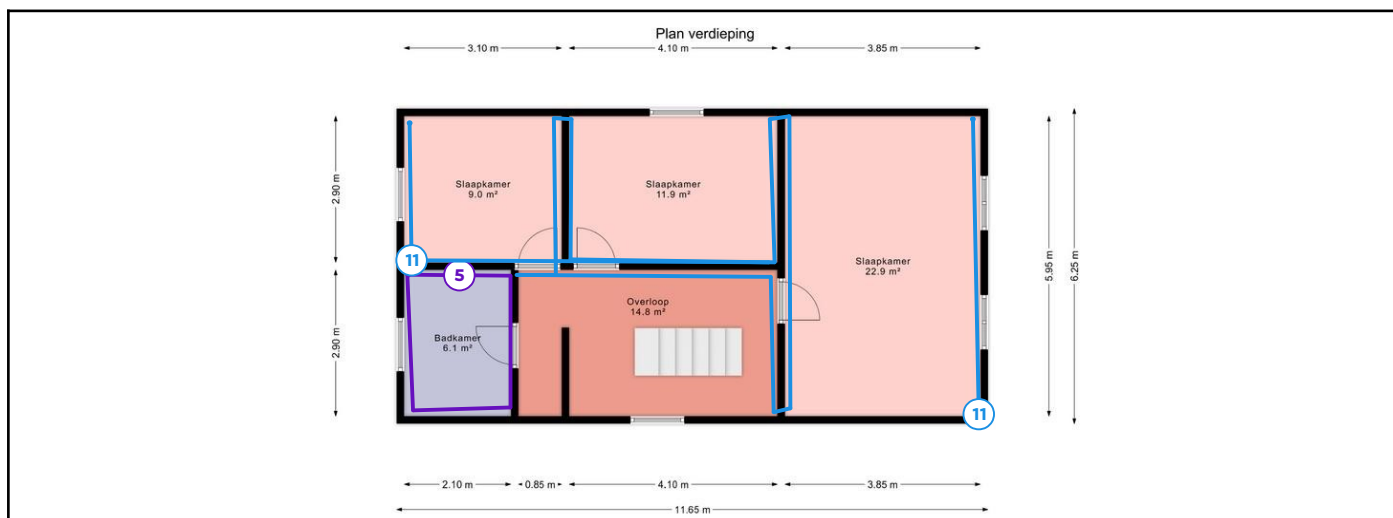 Plan verdieping
3.10 m
4.10 m
3.85 m
2.90 m
Slaapkamer
9.0 m²
Slaapkamer
11.9 m²
Slaapkamer
22.9 m²
5.95 m
6.25 m
11
5
2.90 m
Badkamer
6.1 m²
Overloop
14.8 m²
11
2.10 m
0.85 m
4.10 m
3.85 m
11.65 m